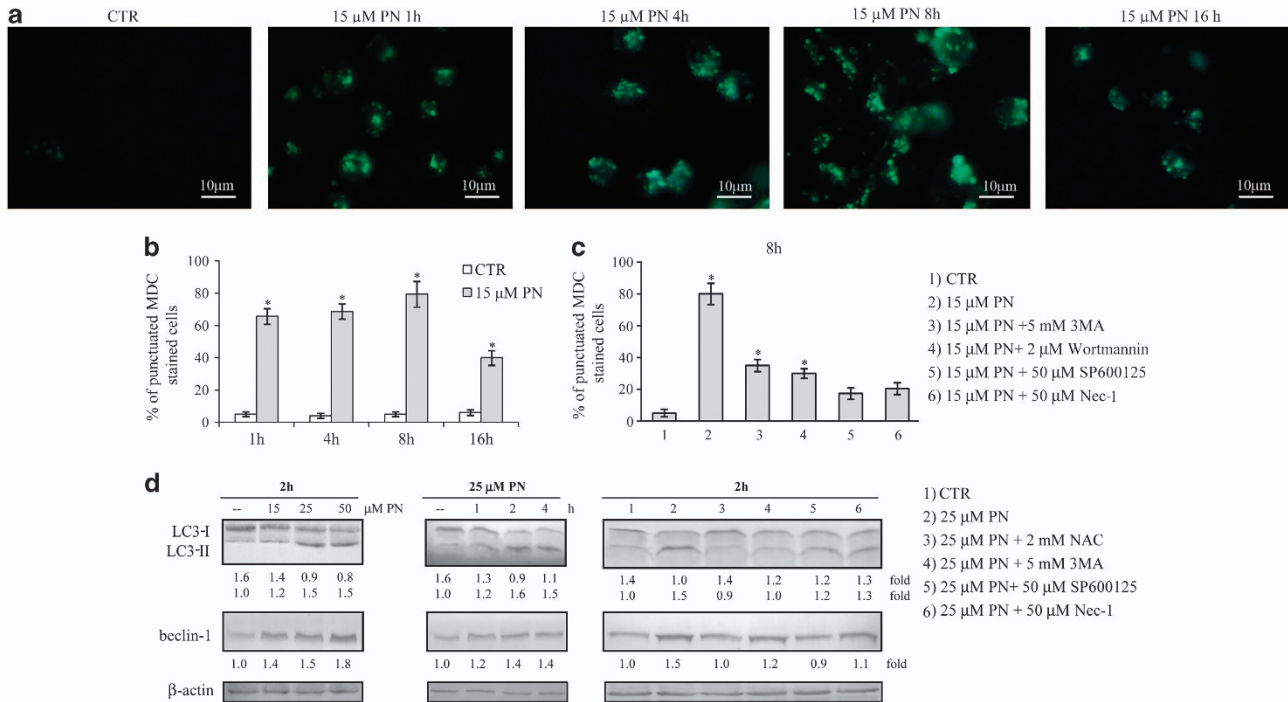 a
CTR
15 μM PN 1h
15 μM PN 4h
15 μM PN 8h
15 μM PN 16 h
10μm
10μm
10μm
10μm
10μm
b
% of punctuated MDC
stained cells
100
80
60
40
20
0
*
*
*
*
CTR
15 μM PN
1h
4h
8h
16h
c
8h
% of punctuated MDC
stained cells
100
80
60
40
20
0
*
*
*
1 2 3 4 5 6
1) CTR
2) 15 μM PN
3) 15 μM PN +5 mM 3MA
4) 15 μM PN+ 2 μM Wortmannin
5) 15 μM PN + 50 μM SP600125
6) 15 μM PN + 50 μM Nec-1
d
2h
-- 15 25 50 μM PN
25 μM PN
-- 1 2 4 h
2h
1 2 3 4 5 6
LC3-I
LC3-II
1.6 1.4 0.9 0.8
1.0 1.2 1.5 1.5
1.6 1.3 0.9 1.1
1.0 1.2 1.6 1.5
1.4 1.0 1.4 1.2 1.2 1.3 fold
1.0 1.5 0.9 1.0 1.2 1.3 fold
beclin-1
1.0 1.4 1.5 1.8
1.0 1.2 1.4 1.4
1.0 1.5 1.0 1.2 0.9 1.1 fold
β-actin
1) CTR
2) 25 μM PN
3) 25 μM PN + 2 mM NAC
4) 25 μM PN + 5 mM 3MA
5) 25 μM PN+ 50 μM SP600125
6) 25 μM PN + 50 μM Nec-1